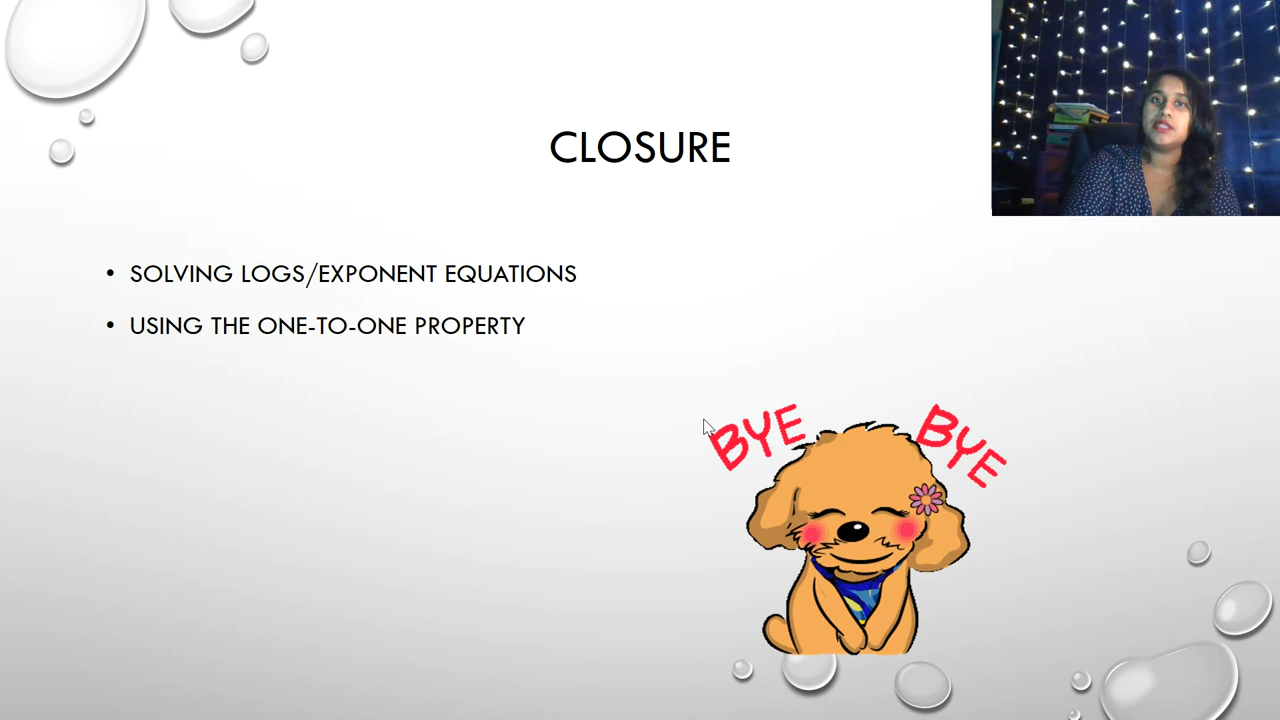 CLOSURE
• SOLVING LOGS/EXPONENT EQUATIONS
• USING THE ONE-TO-ONE PROPERTY
BYE
BYE